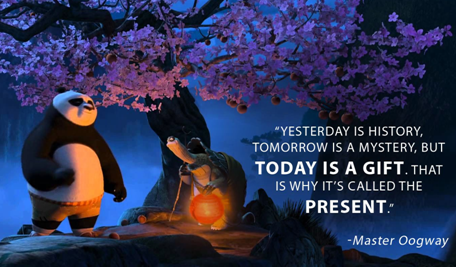 “YESTERDAY IS HISTORY,
TOMORROW IS A MYSTERY, BUT
TODAY IS A GIFT. THAT
IS WHY IT’S CALLED THE
PRESENT.”
-Master Oogway